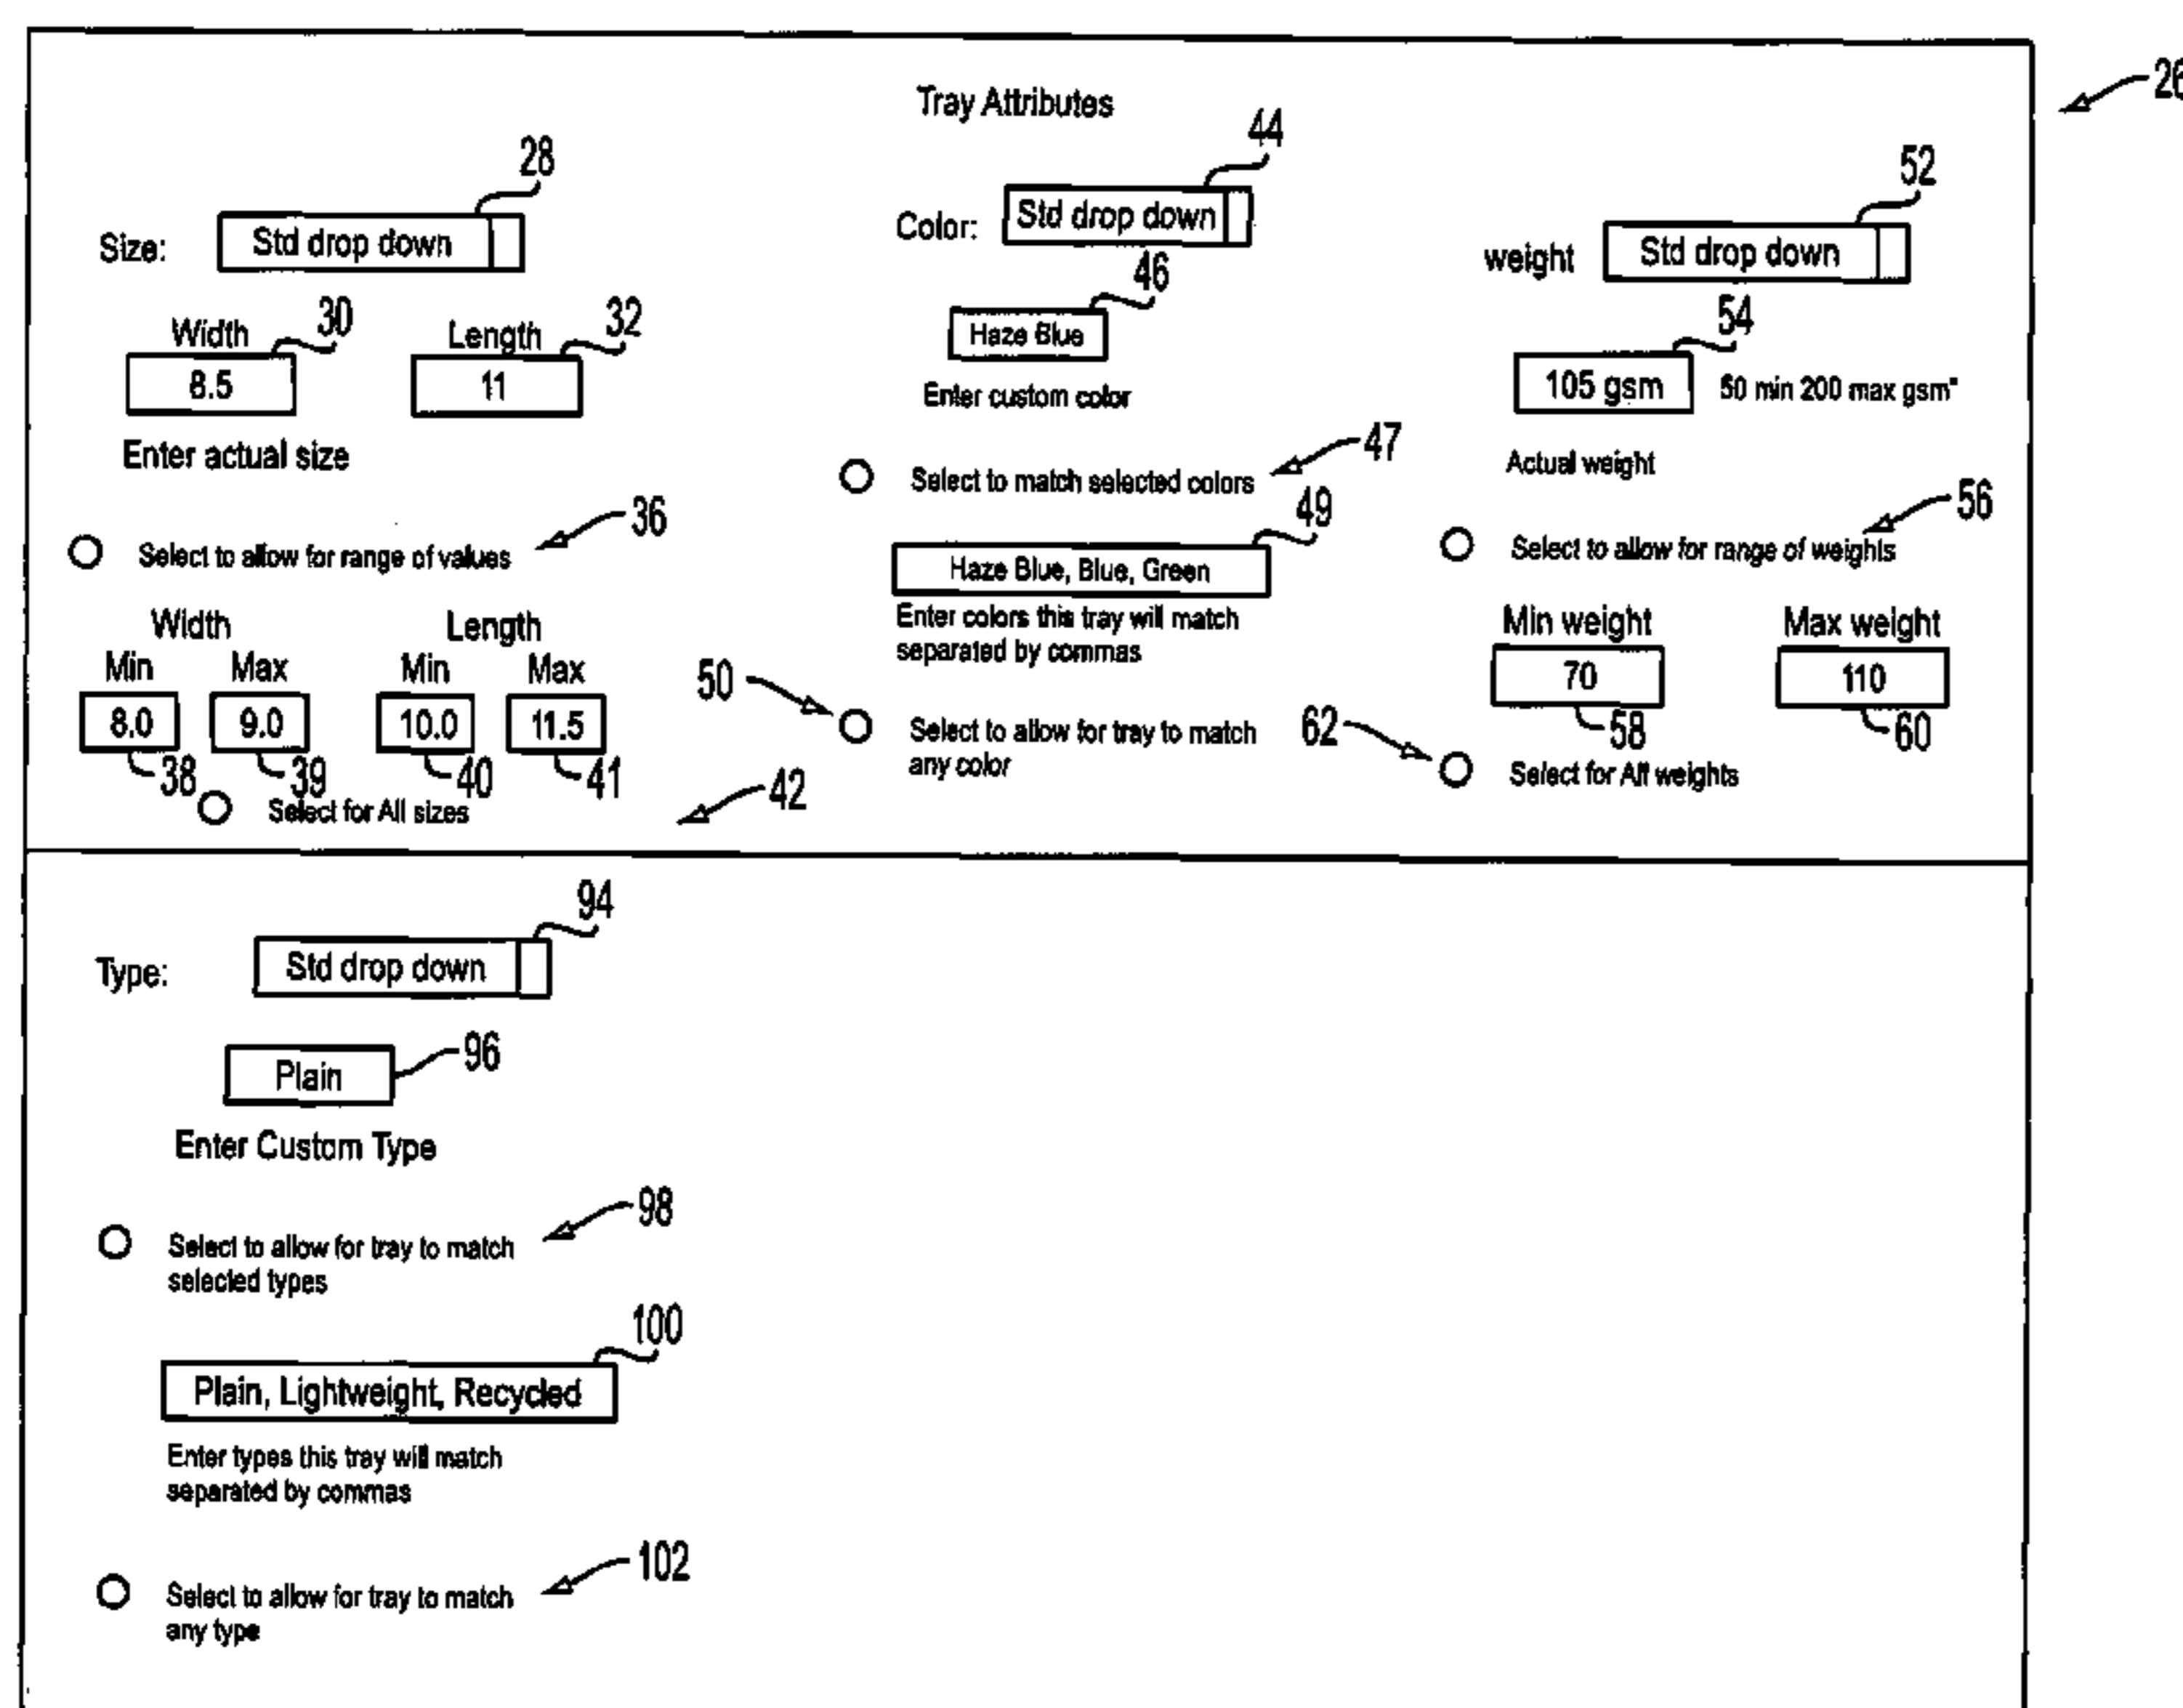 26
Tray Attributes
28
Size: Std drop down
Width 30 Length 32
8.5 11
Enter actual size
36
Select to allow for range of values
Width Length
Min Max Min Max
8.0 9.0 10.0 11.5
38 39 40 41
42
Select for All sizes
44
Color: Std drop down
46
Haze Blue
Enter custom color
47
Select to match selected colors
49
Haze Blue, Blue, Green
Enter colors this tray will match
separated by commas
50
Select to allow for tray to match
any color
52
weight Std drop down
54
105 gsm 50 min 200 max gsm"
Actual weight
56
Select to allow for range of weights
Min weight Max weight
70 110
58 60
62
Select for All weights
94
Type: Std drop down
Plain 96
Enter Custom Type
98
Select to allow for tray to match
selected types
100
Plain, Lightweight, Recycled
Enter types this tray will match
separated by commas
102
Select to allow for tray to match
any type